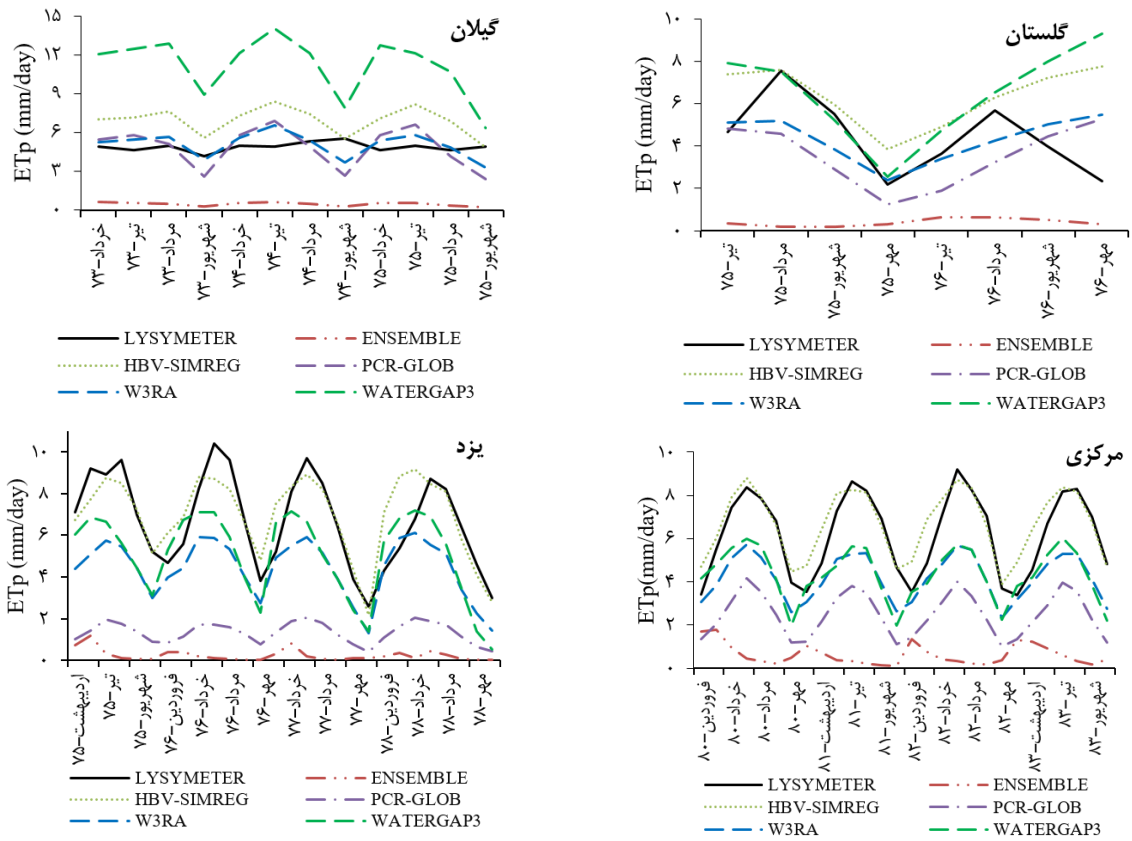 گیلان
ETp (mm/day)
۱۵
۱۲
۹
۶
۳
۰
خرداد-۷۳
تیر-۷۳
مرداد-۷۳
شهریور-۷۳
خرداد-۷۴
تیر-۷۴
مرداد-۷۴
شهریور-۷۴
خرداد-۷۵
تیر-۷۵
مرداد-۷۵
شهریور-۷۵
LYSYMETER
ENSEMBLE
HBV-SIMREG
PCR-GLOB
W3RA
WATERGAP3
گلستان
ETp (mm/day)
۱۰
۸
۶
۴
۲
۰
تیر-۷۵
مرداد-۷۵
شهریور-۷۵
مهر-۷۵
تیر-۷۶
مرداد-۷۶
شهریور-۷۶
مهر-۷۶
LYSYMETER
ENSEMBLE
HBV-SIMREG
PCR-GLOB
W3RA
WATERGAP3
یزد
ETp (mm/day)
۱۰
۸
۶
۴
۲
۰
اردیبهشت-۷۵
تیر-۷۵
شهریور-۷۵
فروردین-۷۶
خرداد-۷۶
مرداد-۷۶
مهر-۷۶
خرداد-۷۷
مرداد-۷۷
مهر-۷۷
فروردین-۷۸
خرداد-۷۸
مرداد-۷۸
مهر-۷۸
LYSYMETER
ENSEMBLE
HBV-SIMREG
PCR-GLOB
W3RA
WATERGAP3
مرکزی
ETp(mm/day)
۱۰
۸
۶
۴
۲
۰
فروردین-۸۰
خرداد-۸۰
مرداد-۸۰
مهر-۸۰
اردیبهشت-۸۱
تیر-۸۱
شهریور-۸۱
فروردین-۸۲
خرداد-۸۲
مرداد-۸۲
مهر-۸۲
اردیبهشت-۸۳
تیر-۸۳
شهریور-۸۳
LYSYMETER
ENSEMBLE
HBV-SIMREG
PCR-GLOB
W3RA
WATERGAP3